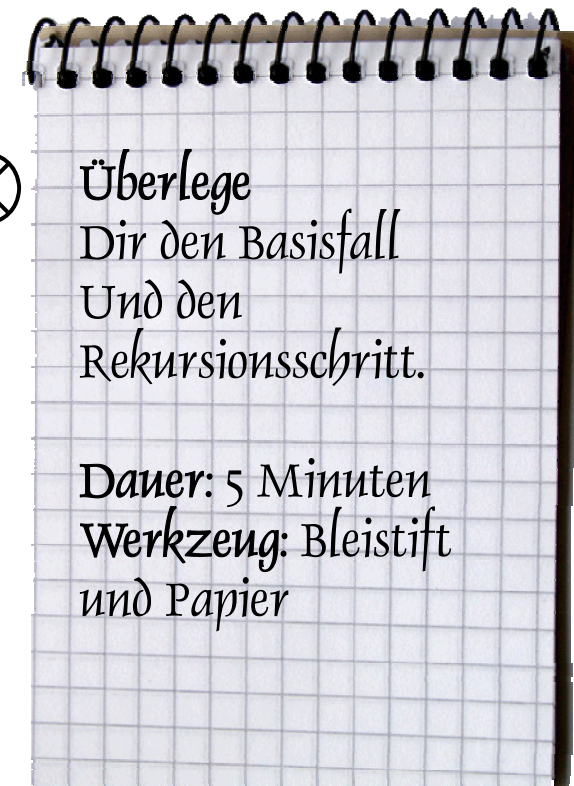 Überlege
Dir den Basisfall
Und den
Rekursionsschritt.
Dauer: 5 Minuten
Werkzeug: Bleistift
und Papier